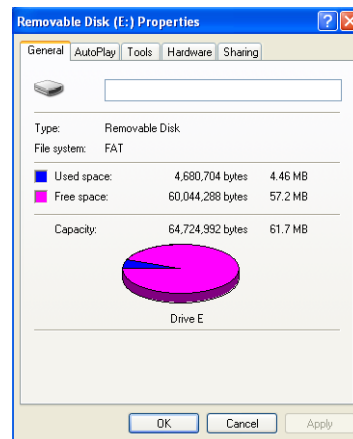 Removable Disk (E:) Properties
General AutoPlay Tools Hardware Sharing
Type: Removable Disk
File system: FAT
Used space: 4,680,704 bytes 4.46 MB
Free space: 60,044,288 bytes 57.2 MB
Capacity: 64,724,992 bytes 61.7 MB
Drive E
OK Cancel Apply